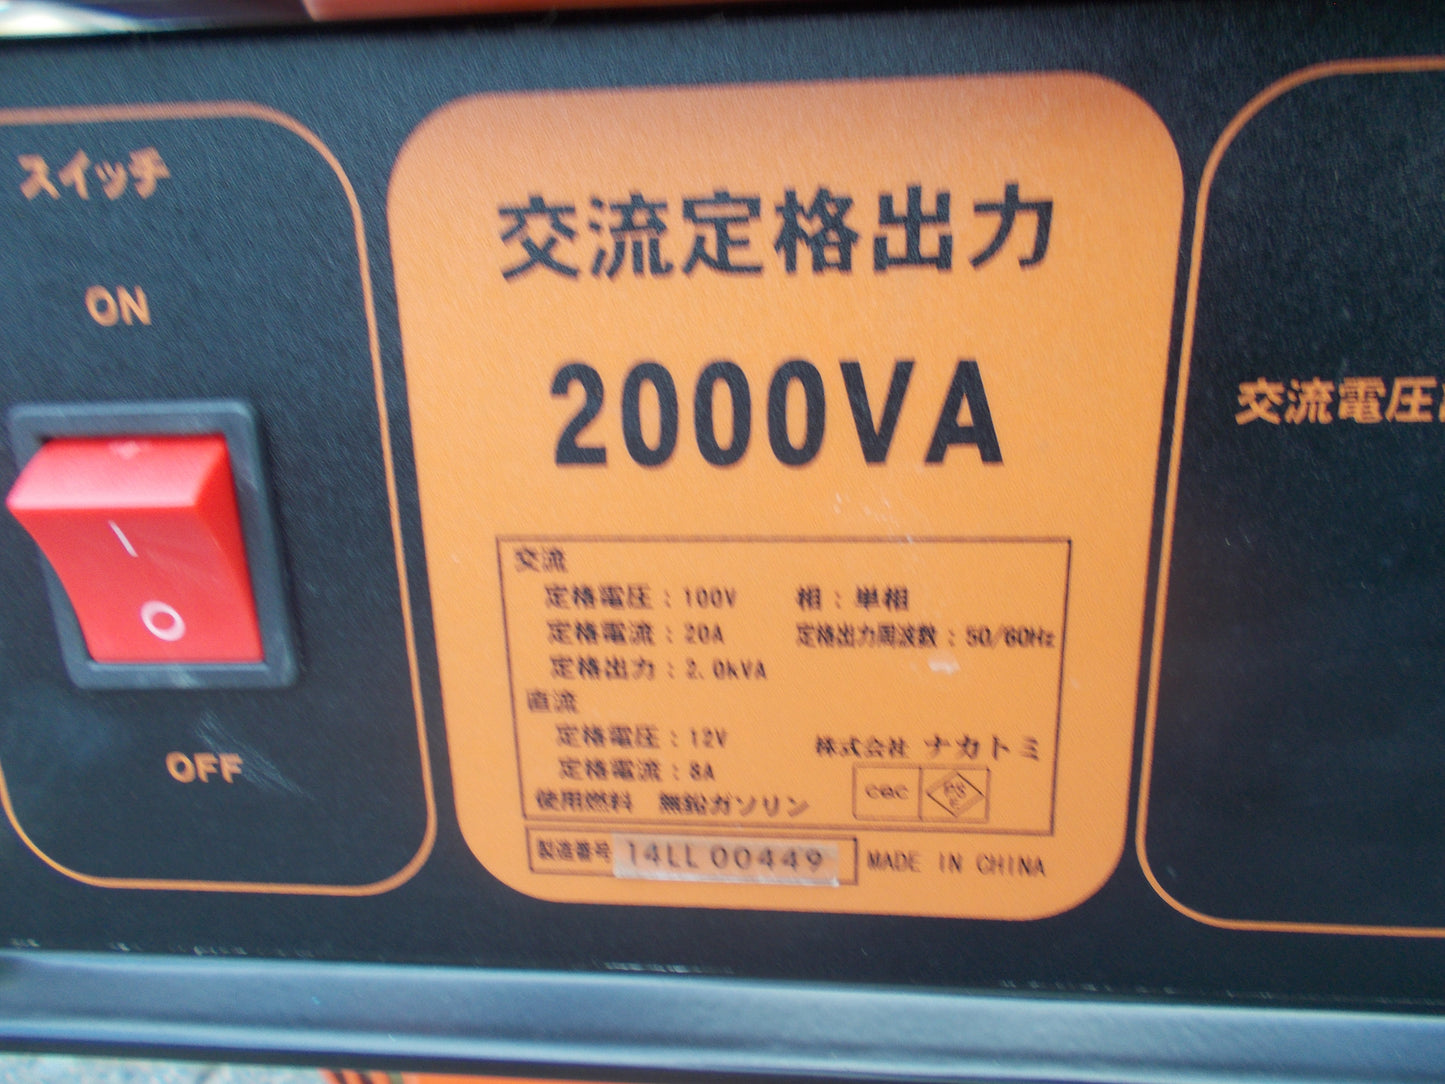 スイッチ
ON
OFF
交流定格出力
2000VA
交流
定格電圧：100V 相：単相
定格電流：20A 定格出力周波数：50/60Hz
定格出力：2.0kVA
直流
定格電圧：12V
定格電流：8A
株式会社 ナカトミ
使用燃料 無鉛ガソリン
cqc
PS
E
製造番号 14LL 00449
MADE IN CHINA
交流電圧